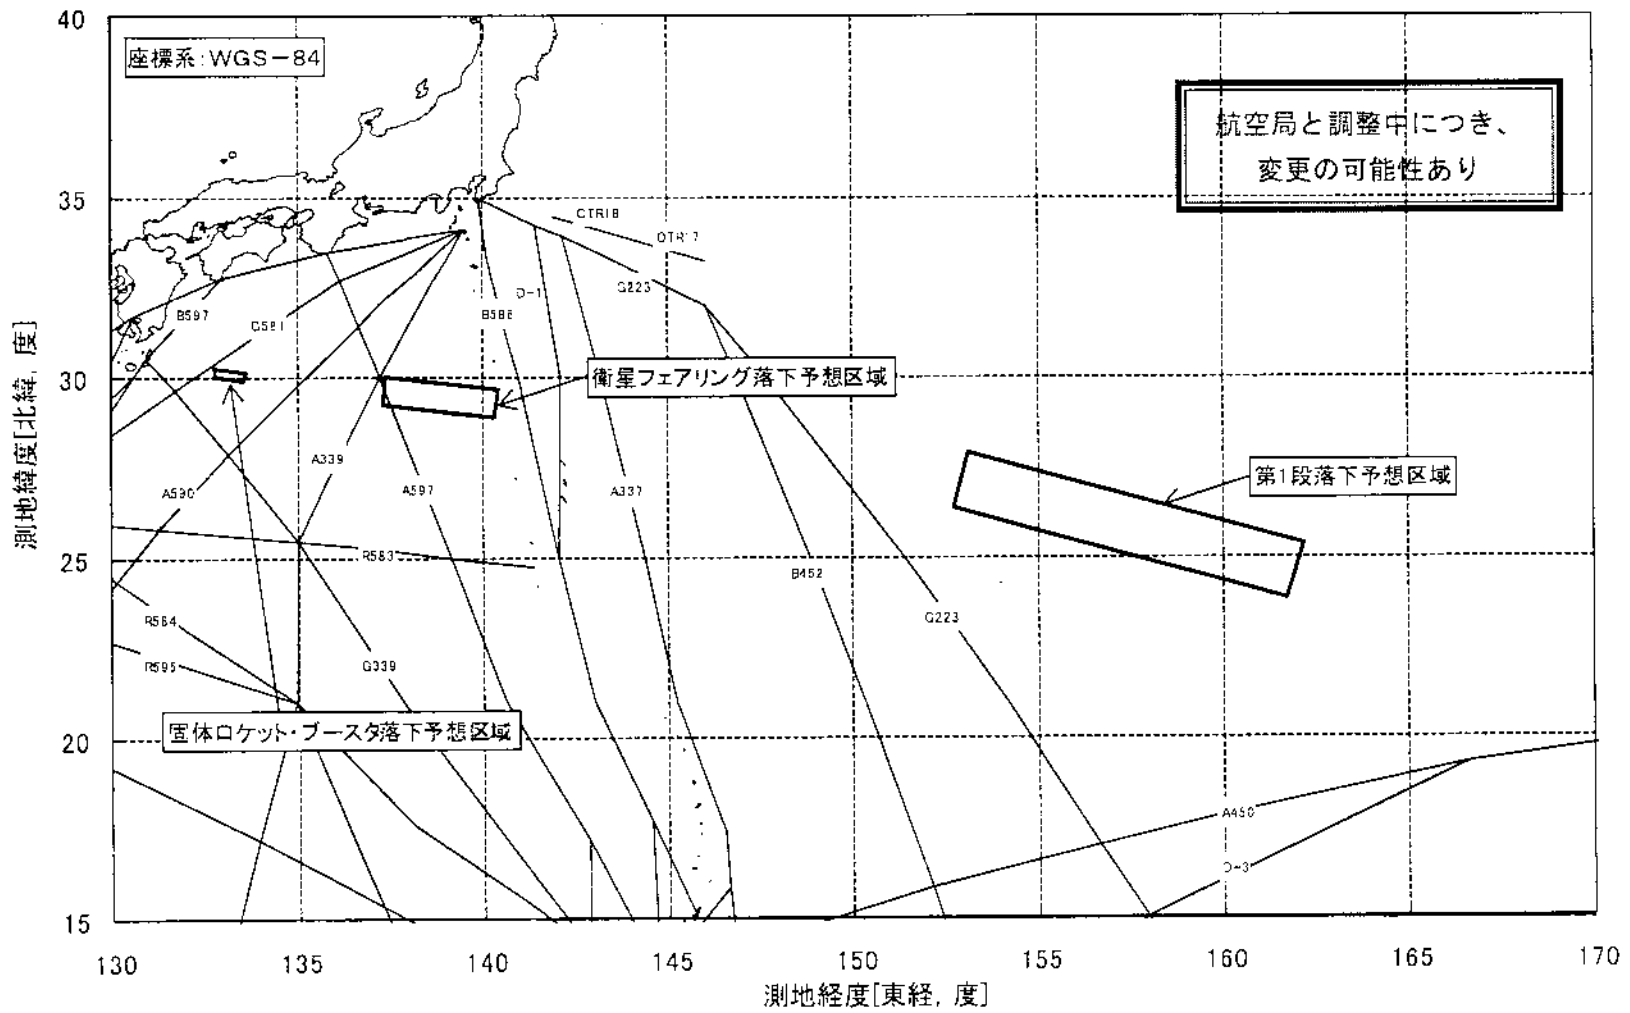 40
座標系:WGS-84
航空局と調整中につき、
変更の可能性あり
35
CTR18
OTR17
G223
D-1
B586
B597
G581
30
衛星フェアリング落下予想区域
A339
A590
A597
A337
第1段落下予想区域
R583
25
B452
G223
R584
R595
G339
固体ロケット・ブースタ落下予想区域
20
A450
D-3
15
測地緯度[北緯, 度]
130
135
140
145
150
155
160
165
170
測地経度[東経, 度]